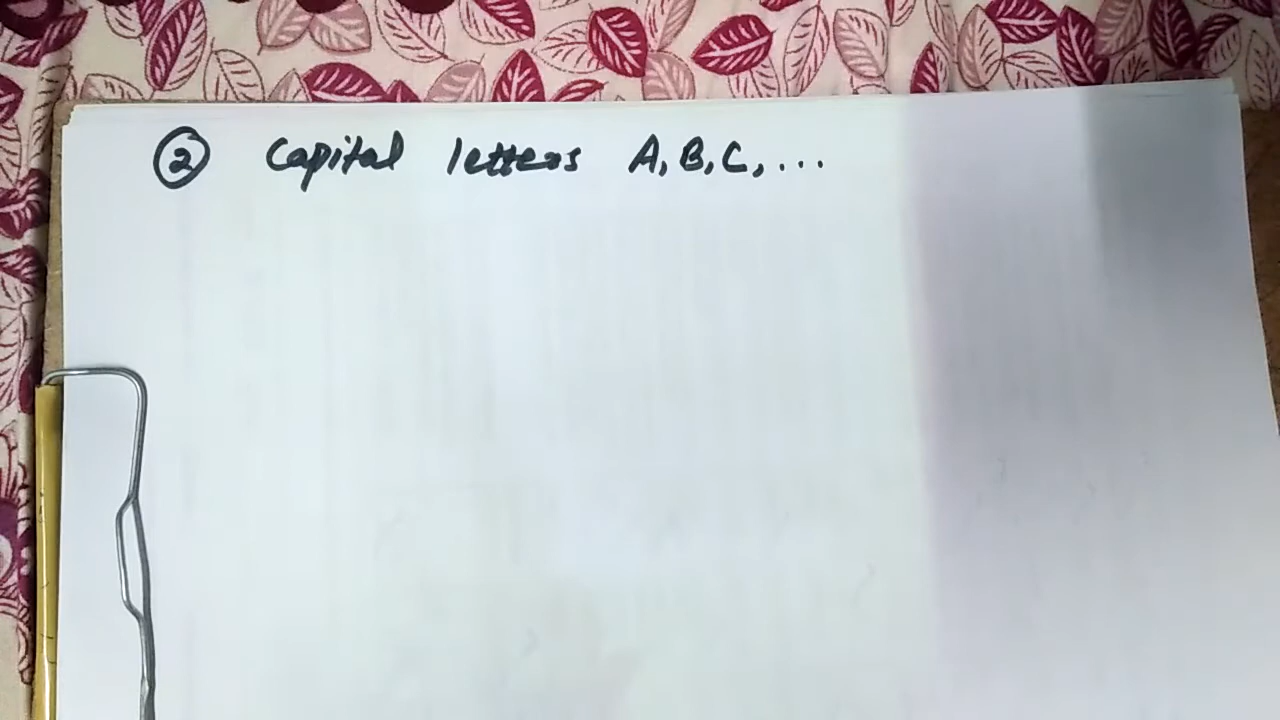 ② Capital letters A, B, C, ...